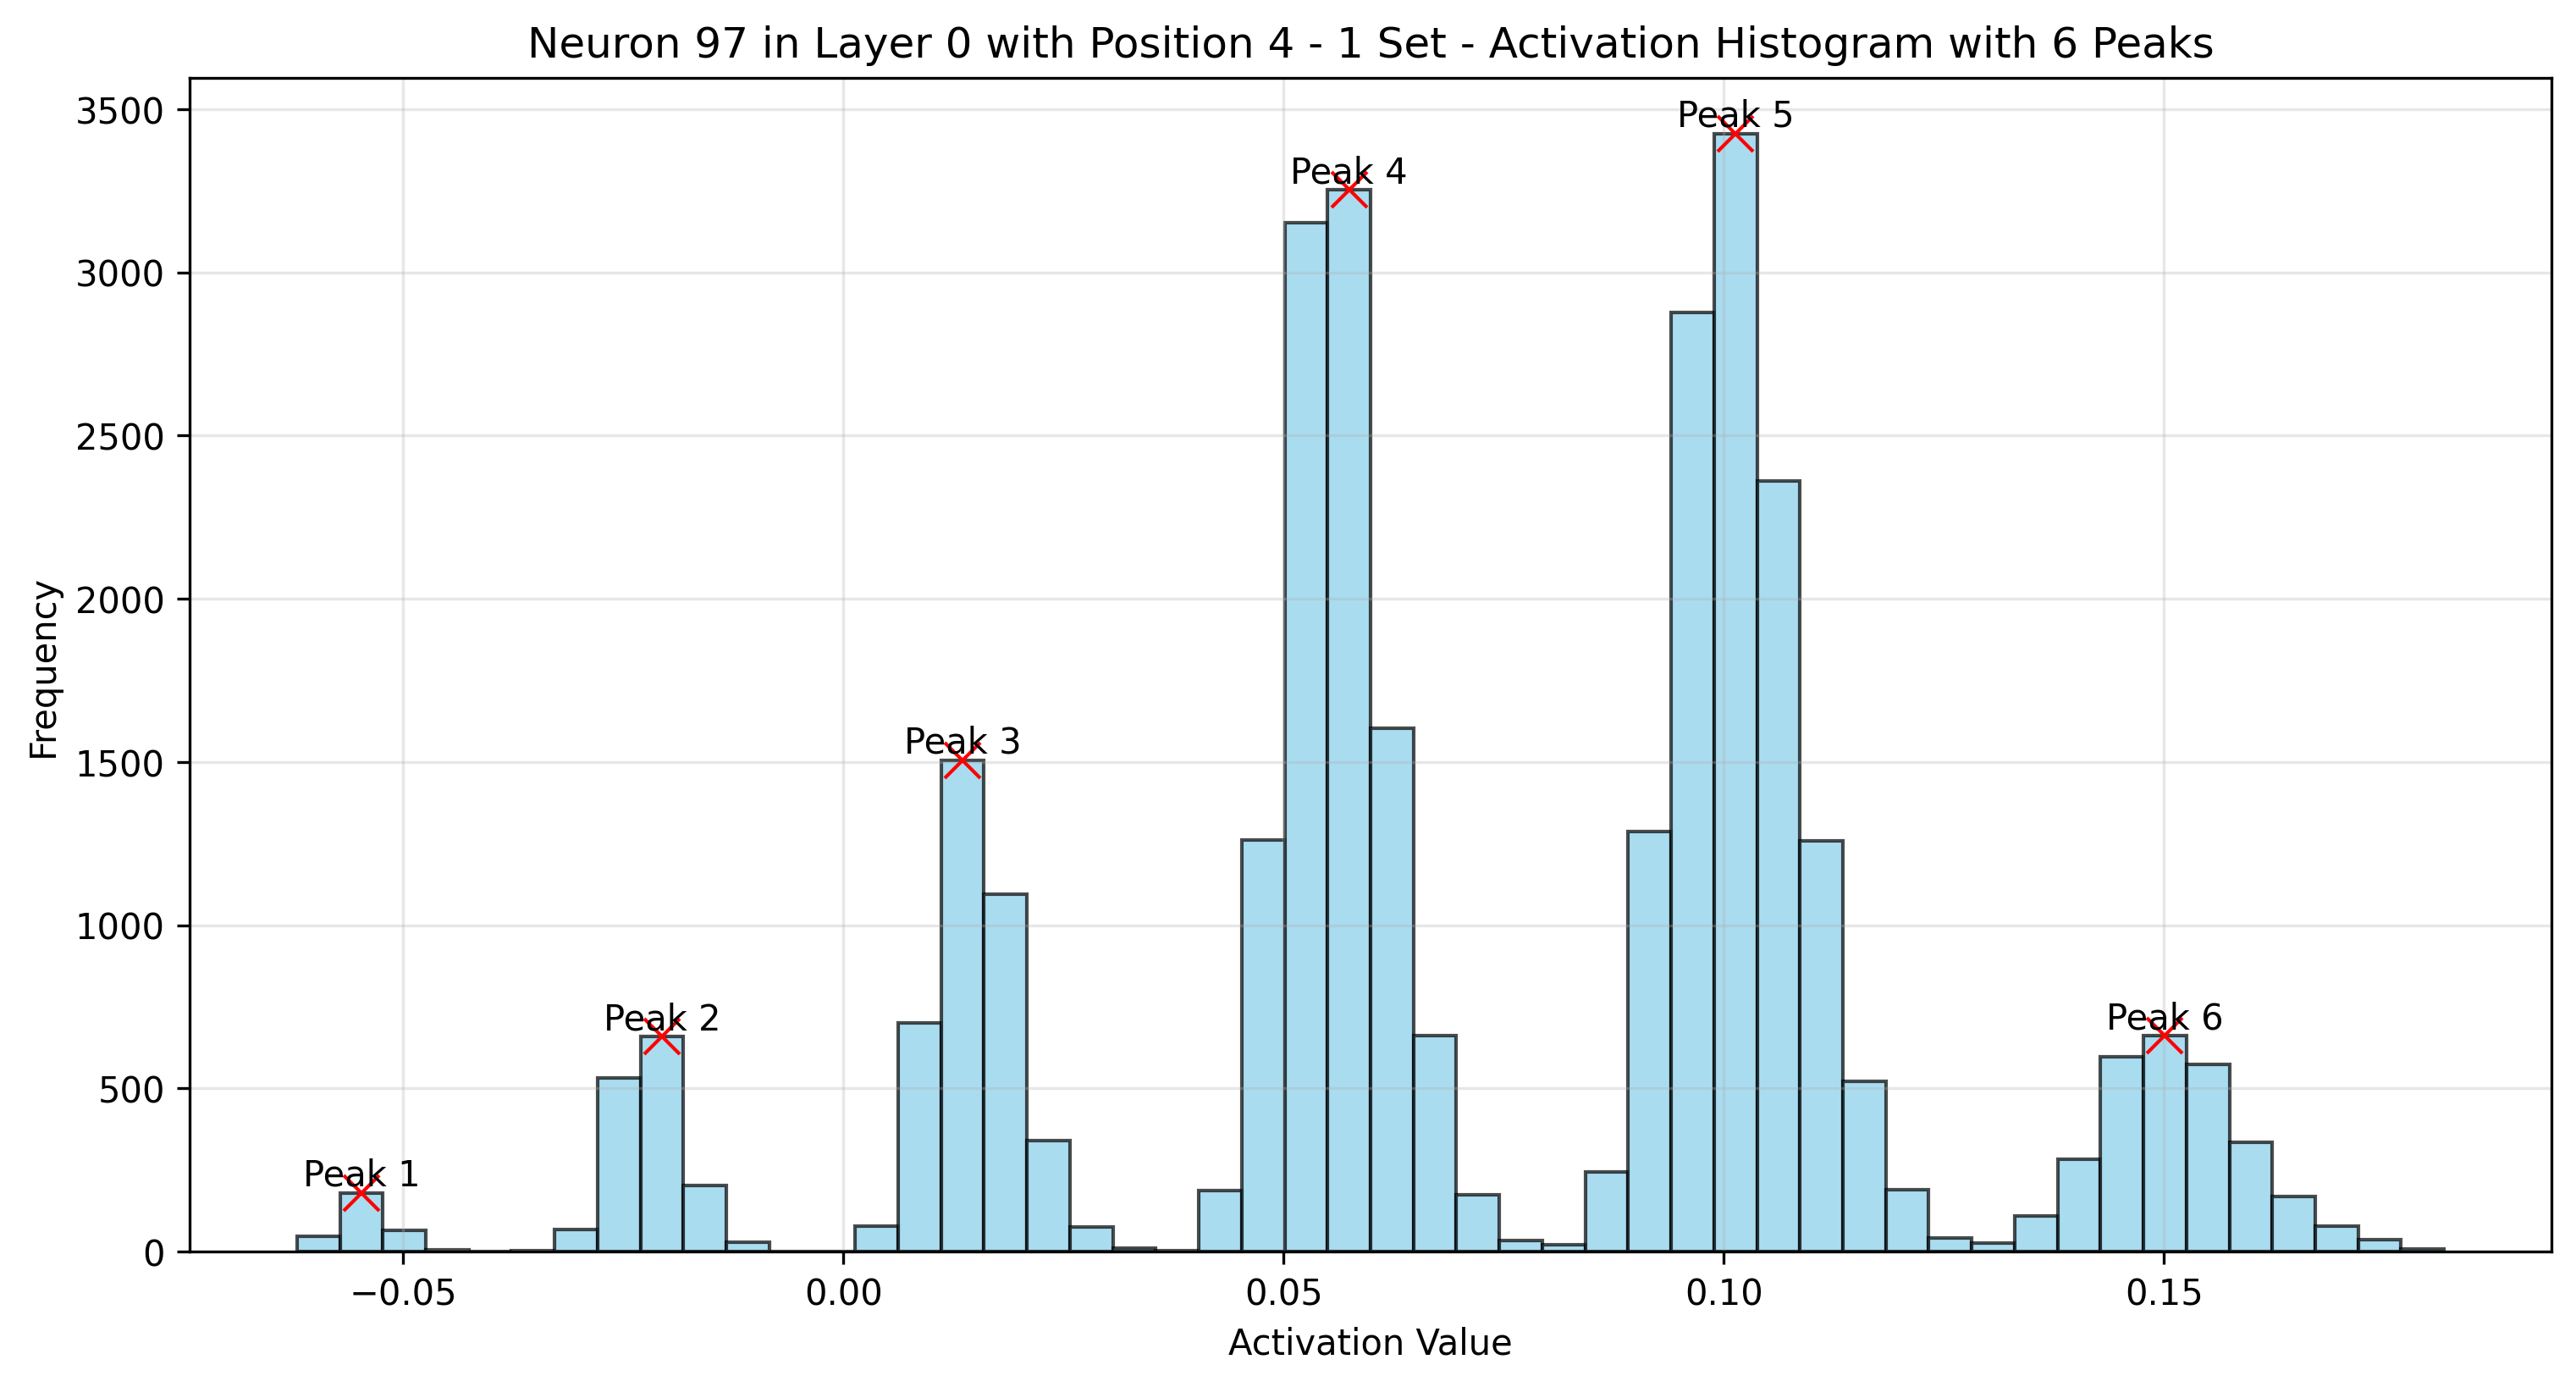 Neuron 97 in Layer 0 with Position 4 - 1 Set - Activation Histogram with 6 Peaks
3500
3000
2500
2000
1500
1000
500
0
Frequency
Peak 1
Peak 2
Peak 3
Peak 4
Peak 5
Peak 6
−0.05
0.00
0.05
0.10
0.15
Activation Value